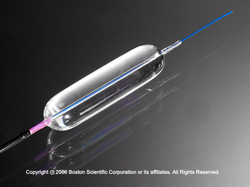 Copyright @ 2006 Boston Scientific Corporation or its affiliates. All Rights Reserved.